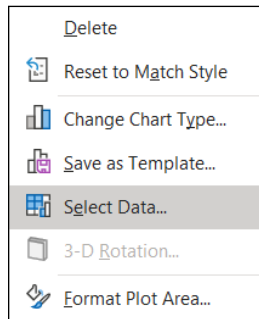 Delete
Reset to Match Style
Change Chart Type...
Save as Template...
Select Data...
3-D Rotation...
Format Plot Area...